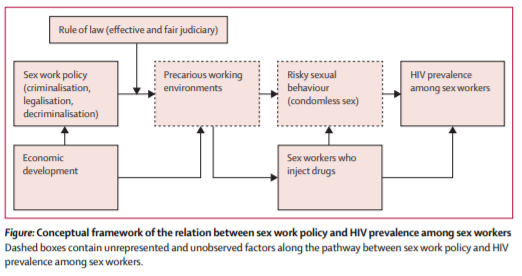 Rule of law (effective and fair judiciary)
Sex work policy
(criminalisation,
legalisation,
decriminalisation)
Precarious working
environments
Risky sexual
behaviour
(condomless sex)
HIV prevalence
among sex workers
Economic
development
Sex workers who
inject drugs
Figure: Conceptual framework of the relation between sex work policy and HIV prevalence among sex workers
Dashed boxes contain unrepresented and unobserved factors along the pathway between sex work policy and HIV
prevalence among sex workers.